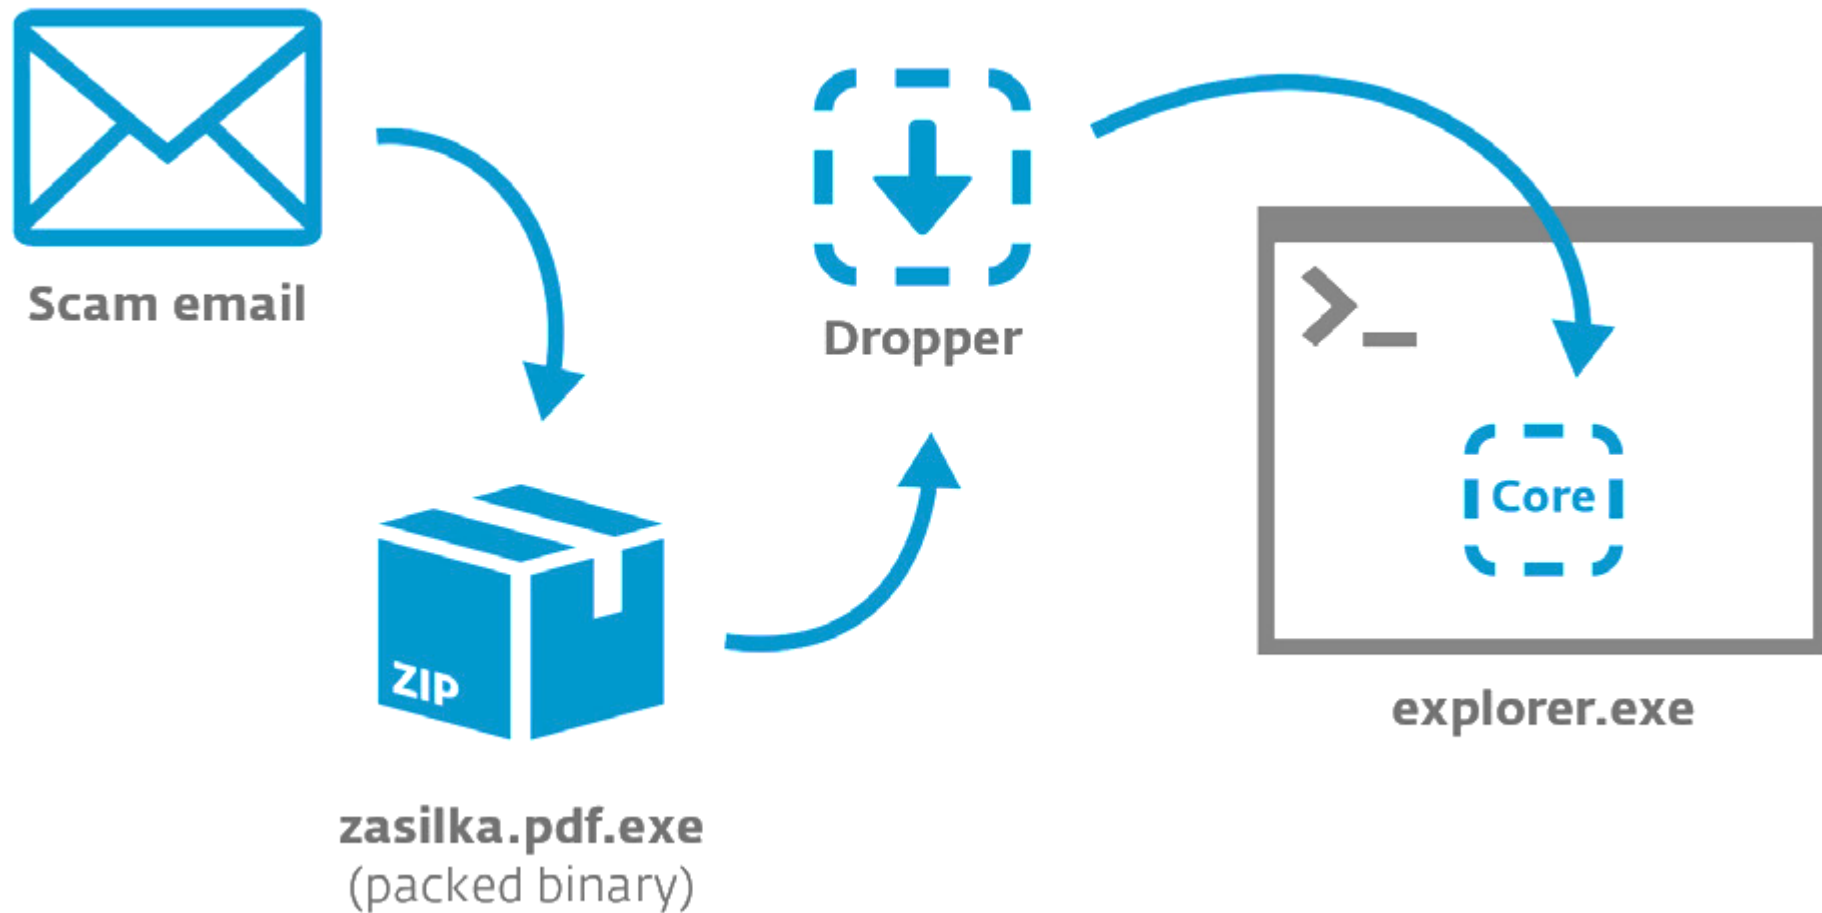 Scam email
ZIP
zasilka.pdf.exe
(packed binary)
Dropper
>_
Core
explorer.exe